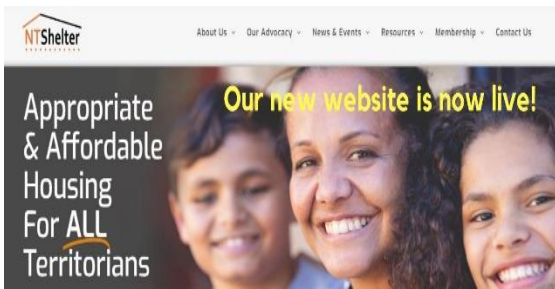 NTShelter
About Us
Our Advocacy
News & Events
Resources
Membership
Contact Us
Our new website is now live!
Appropriate
& Affordable
Housing
For ALL
Territorians